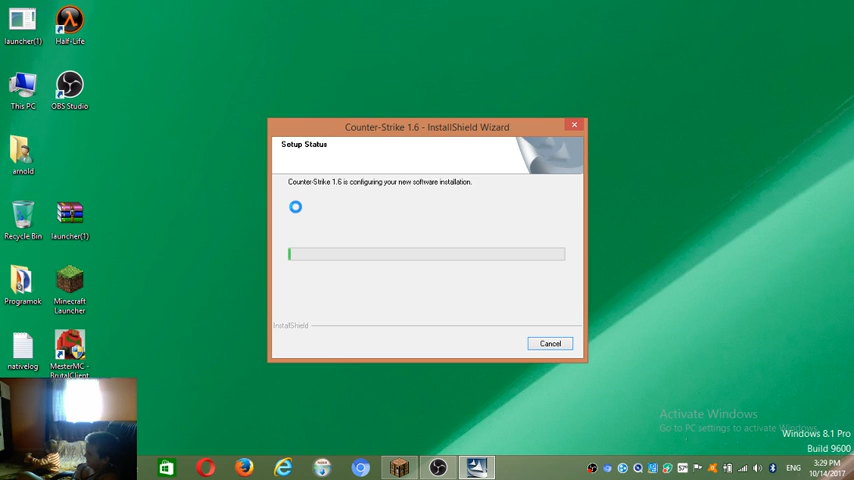 launcher(1)
Half-Life
This PC
OBS Studio
arnold
Recycle Bin
launcher(1)
Programok
Minecraft
Launcher
nativelog
MesterMC -
BrutalClient
Counter-Strike 1.6 - InstallShield Wizard
Setup Status
Counter-Strike 1.6 is configuring your new software installation.
InstallShield
Cancel
Activate Windows
Go to PC settings to activate Windows.
Windows 8.1 Pro
Build 9600
ENG
3:29 PM
10/14/2017